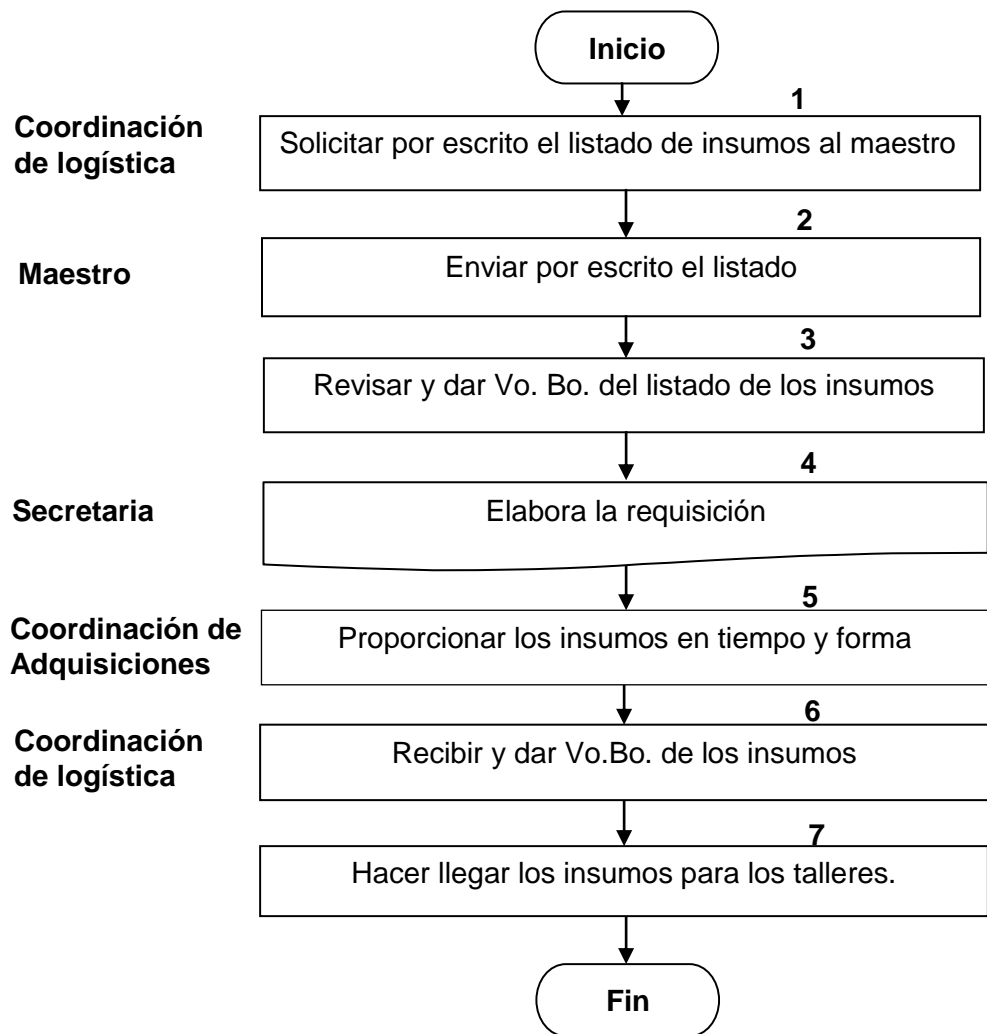 Inicio
1
Coordinación
de logística
Solicitar por escrito el listado de insumos al maestro
2
Maestro
Enviar por escrito el listado
3
Revisar y dar Vo. Bo. del listado de los insumos
4
Secretaria
Elabora la requisición
5
Coordinación de
Adquisiciones
Proporcionar los insumos en tiempo y forma
6
Coordinación
de logística
Recibir y dar Vo.Bo. de los insumos
7
Hacer llegar los insumos para los talleres.
Fin